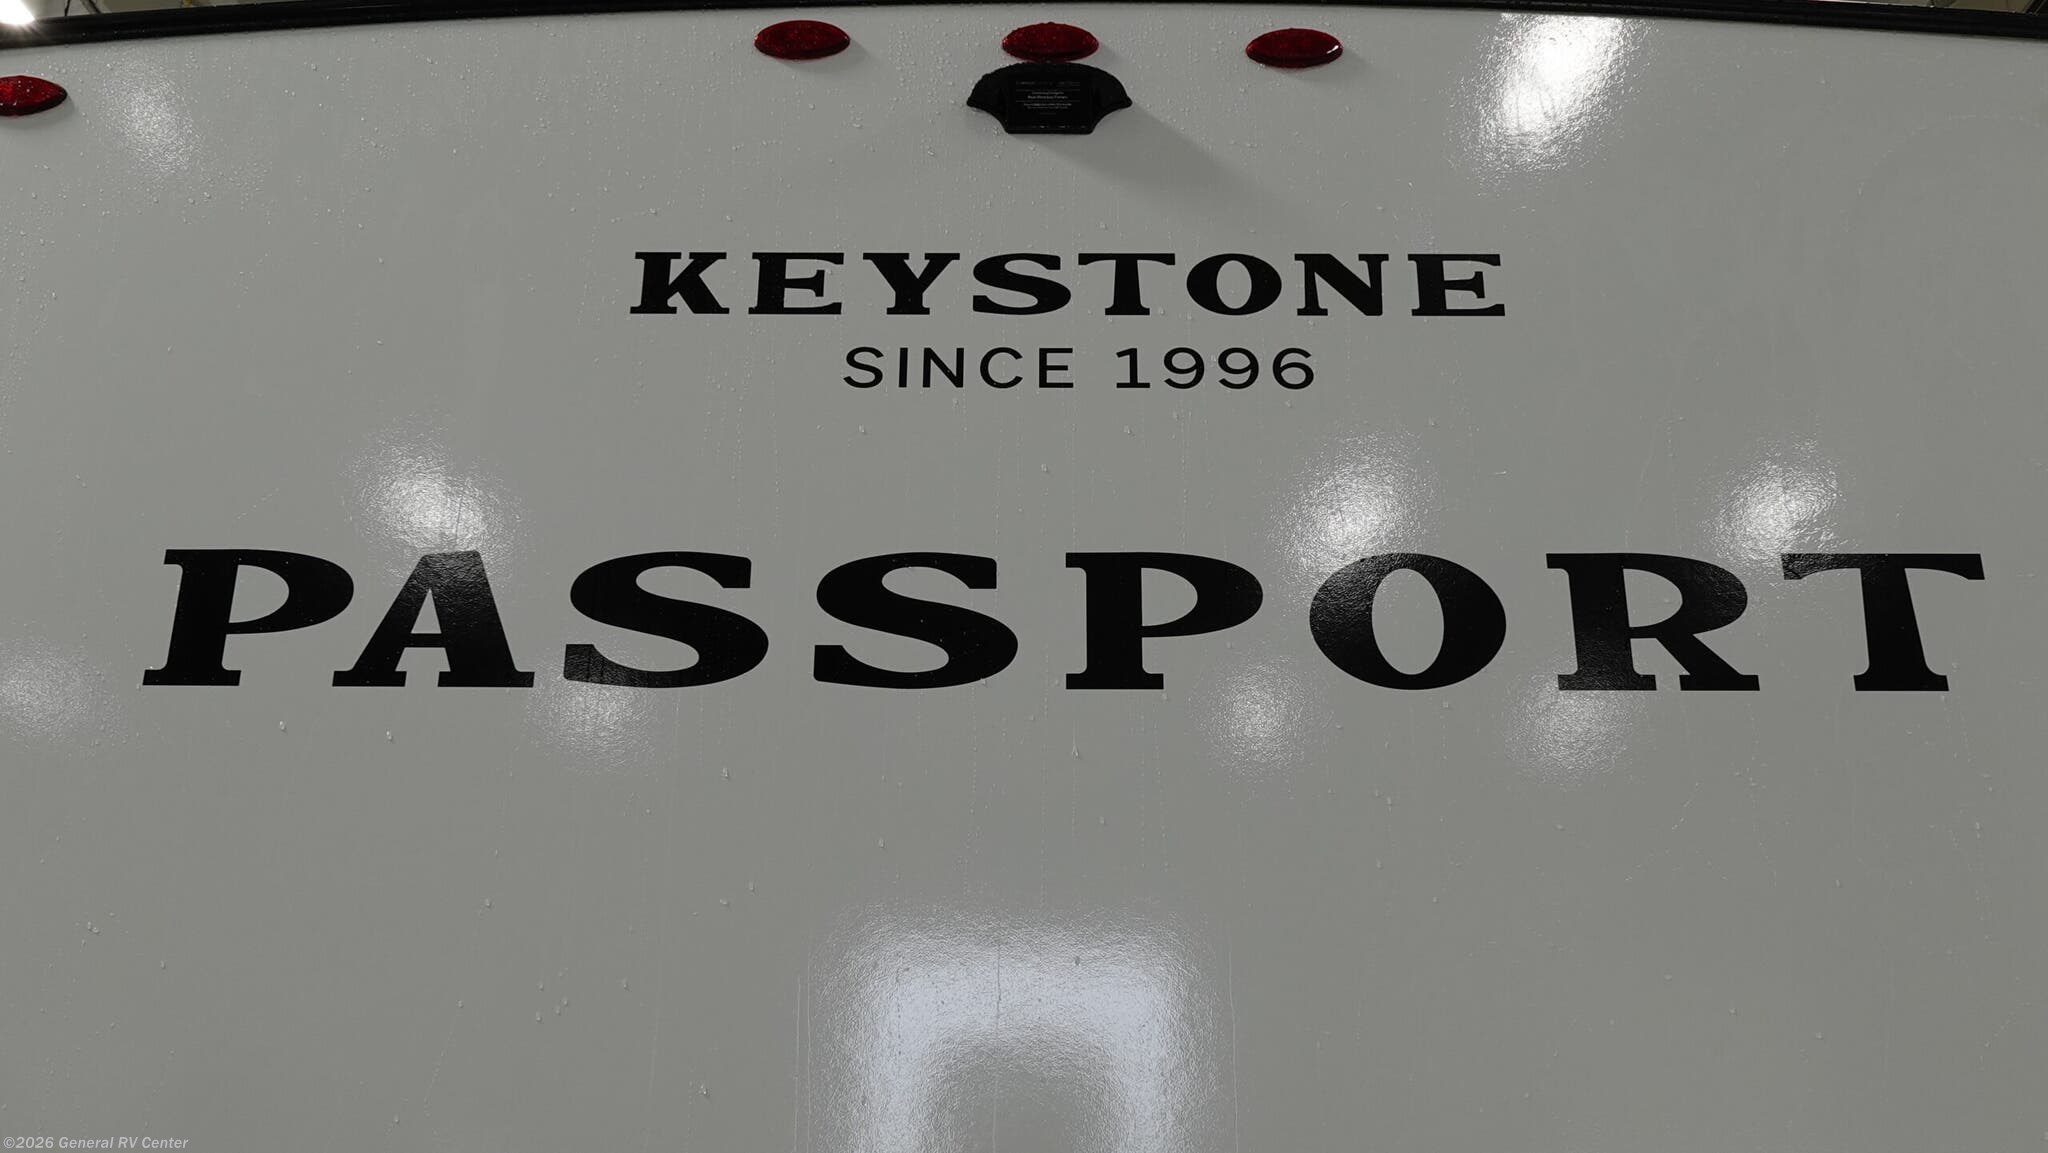 KEYSTONE
SINCE 1996
PASSPORT
©2026 General RV Center